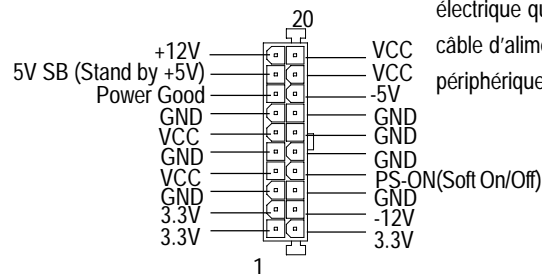 électrique qu
câble d'alime
périphérique
20
+12V
5V SB (Stand by +5V)
Power Good
GND
VCC
GND
VCC
GND
3.3V
3.3V
VCC
VCC
-5V
GND
GND
GND
PS-ON(Soft On/Off)
GND
-12V
3.3V
1